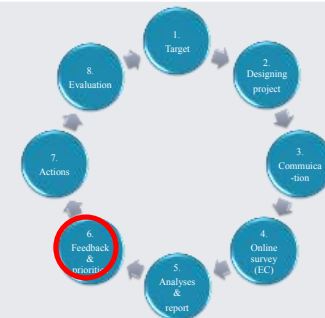 1.
Target
2.
Designing
project
3.
Commuica
-tion
4.
Online
survey
(EC)
5.
Analyses
&
report
6.
Feedback
&
7.
Actions
8.
Evaluation